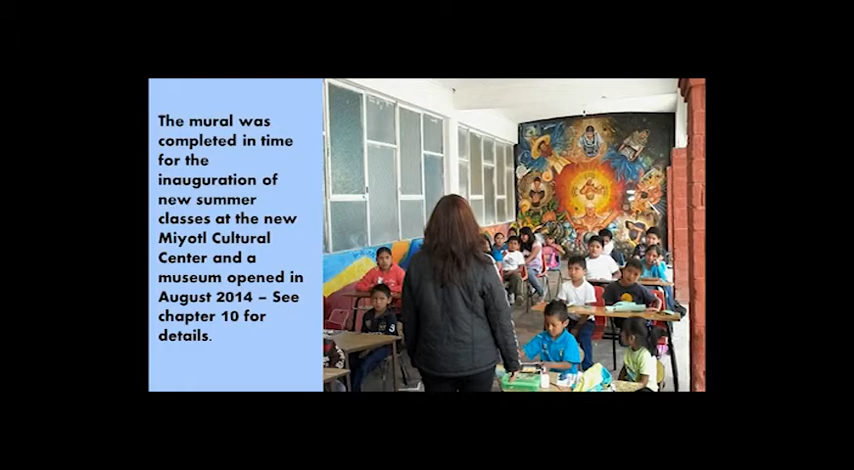 The mural was
completed in time
for the
inauguration of
new summer
classes at the new
Miyotl Cultural
Center and a
museum opened in
August 2014 – See
chapter 10 for
details.